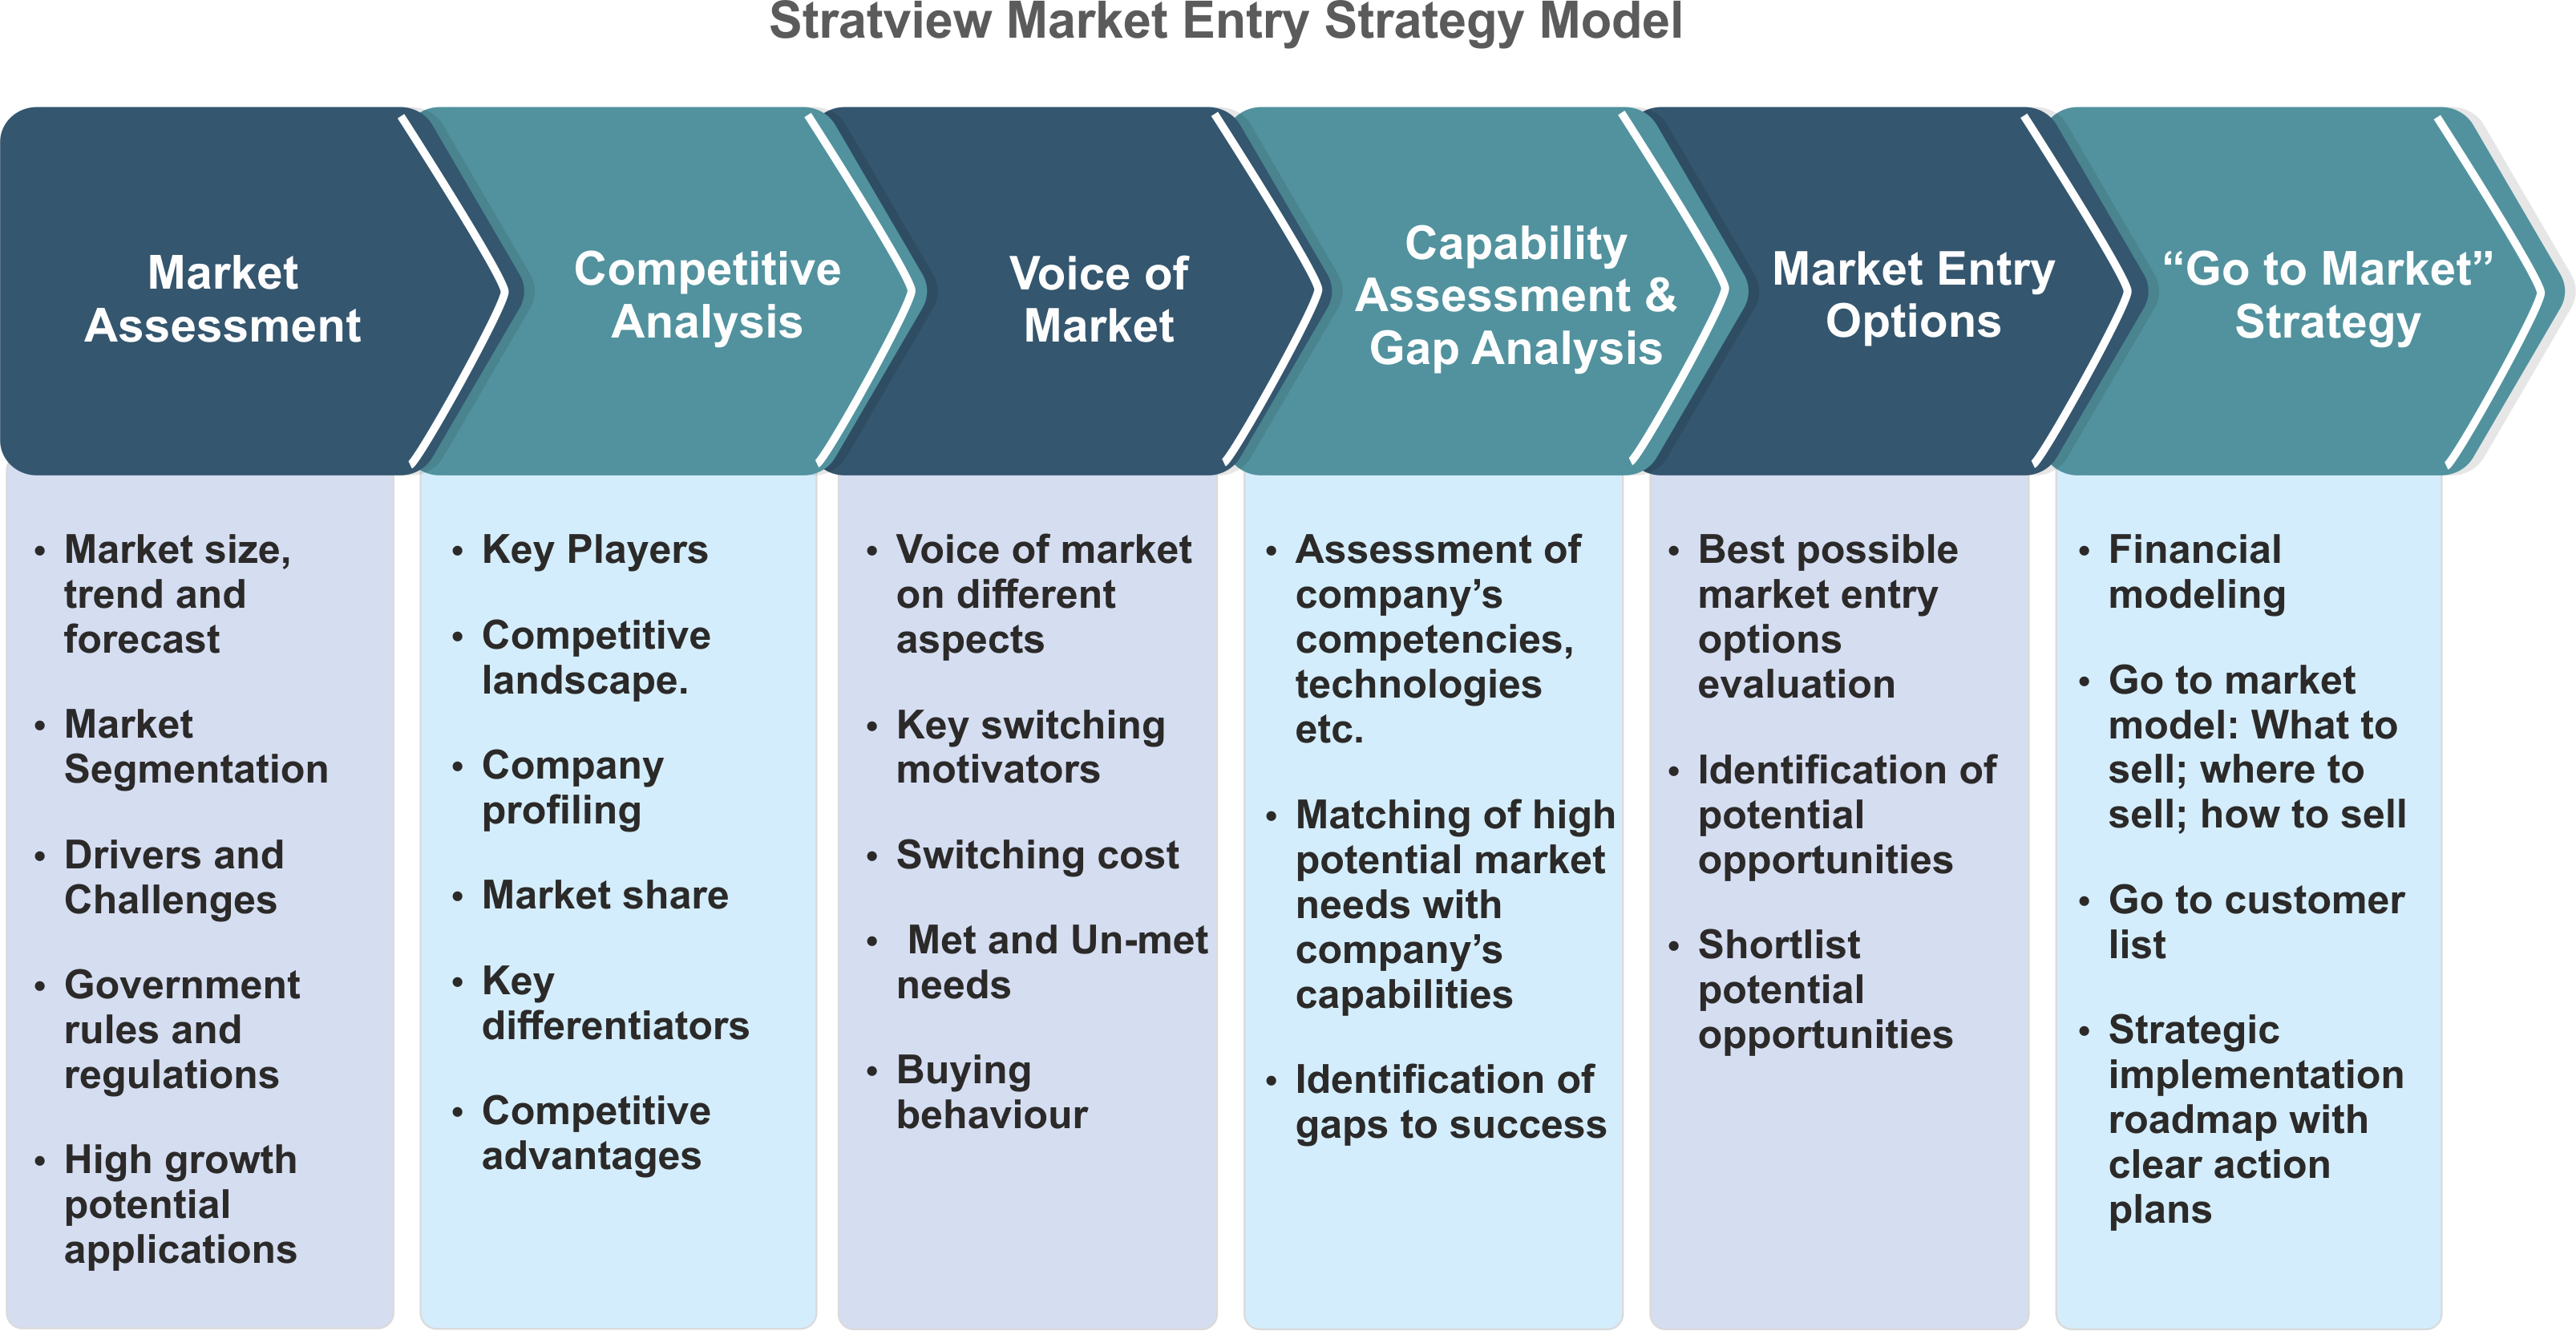 Stratview Market Entry Strategy Model
Market
Assessment
Competitive
Analysis
Voice of
Market
Capability
Assessment &
Gap Analysis
Market Entry
Options
“Go to Market”
Strategy
• Market size,
trend and
forecast
• Market
Segmentation
• Drivers and
Challenges
• Government
rules and
regulations
• High growth
potential
applications
• Key Players
• Competitive
landscape.
• Company
profiling
• Market share
• Key
differentiators
• Competitive
advantages
• Voice of market
on different
aspects
• Key switching
motivators
• Switching cost
• Met and Un-met
needs
• Buying
behaviour
• Assessment of
company’s
competencies,
technologies
etc.
• Matching of high
potential market
needs with
company’s
capabilities
• Identification of
gaps to success
• Best possible
market entry
options
evaluation
• Identification of
potential
opportunities
• Shortlist
potential
opportunities
• Financial
modeling
• Go to market
model: What to
sell; where to
sell; how to sell
• Go to customer
list
• Strategic
implementation
roadmap with
clear action
plans